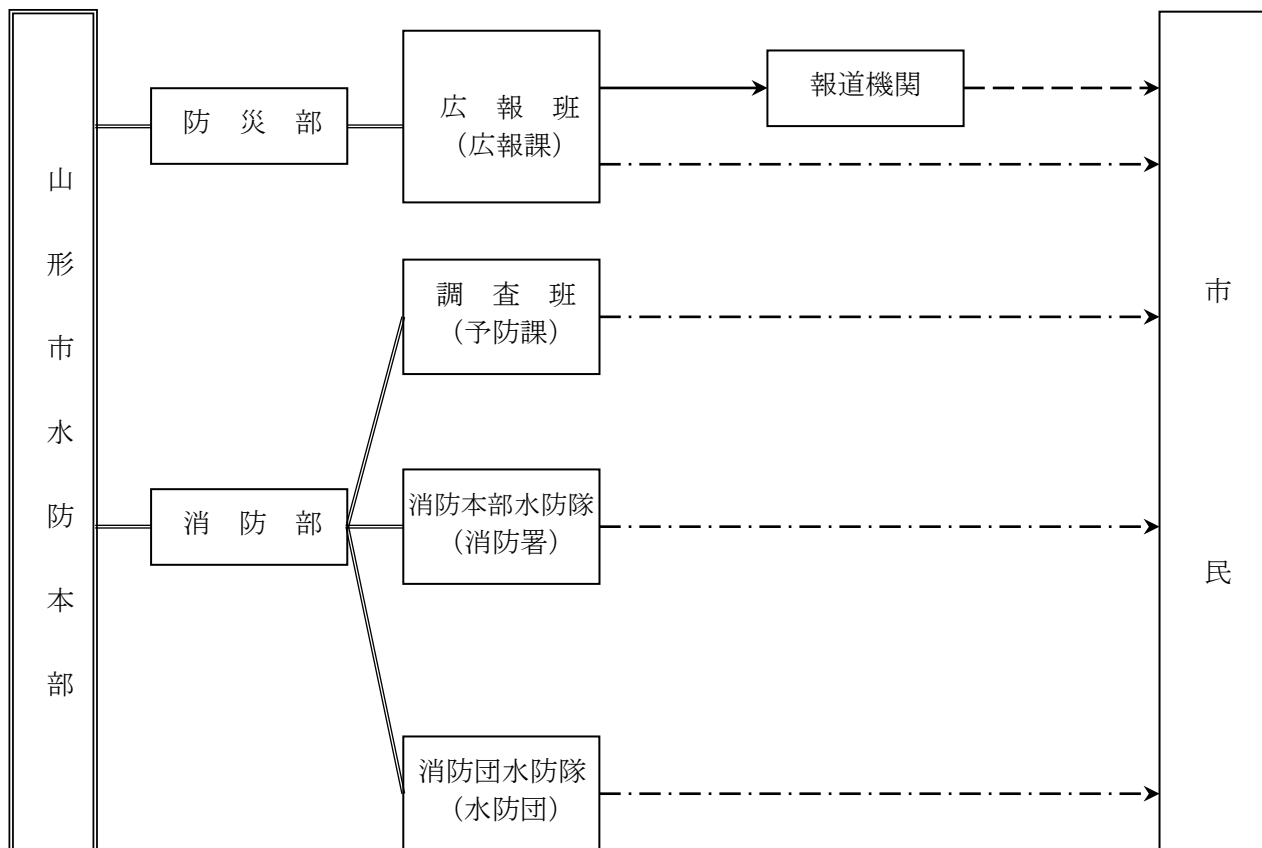 山形市水防本部
防　災　部
広　報　班
（広報課）
報道機関
調　査　班
（予防課）
消　防　部
消防本部水防隊
（消防署）
消防団水防隊
（水防団）
市民